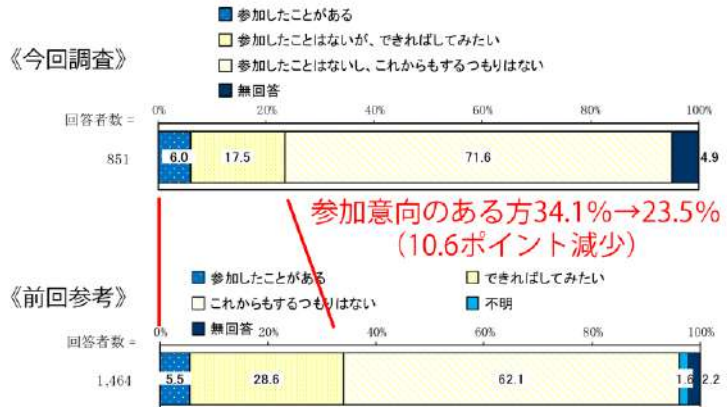 参加したことがある
参加したことはないが、できればしてみたい
《今回調査》
参加したことはないし、これからもするつもりはない
無回答
0% 20% 40% 60% 80% 100%
回答者数 =
851 6.0 17.5 71.6 4.9
参加意向のある方34.1%→23.5%
（10.6ポイント減少）
参加したことがある できればしてみたい
《前回参考》
これからもするつもりはない 不明
無回答
0% 20% 40% 60% 80% 100%
回答者数 =
1,464 5.5 28.6 62.1 1.6 2.2